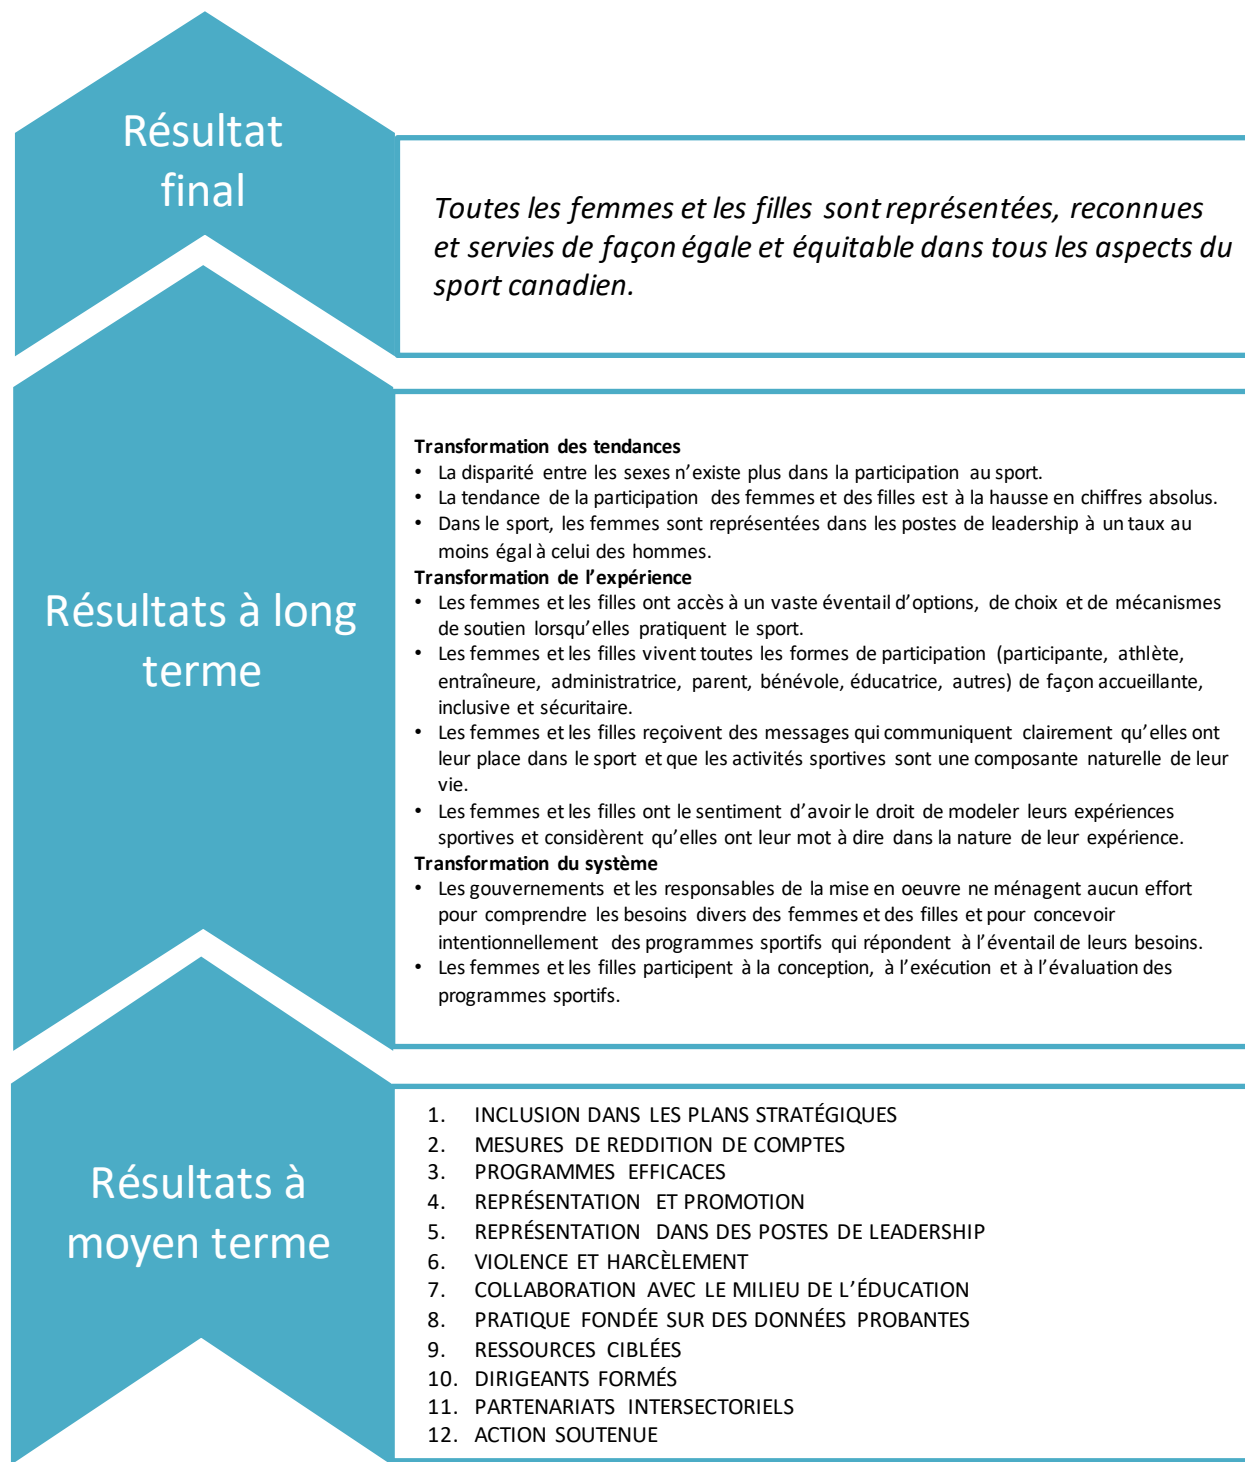 Résultat
final
Toutes les femmes et les filles sont représentées, reconnues
et servies de façon égale et équitable dans tous les aspects du
sport canadien.
Résultats à long
terme
Transformation des tendances
• La disparité entre les sexes n’existe plus dans la participation au sport.
• La tendance de la participation des femmes et des filles est à la hausse en chiffres absolus.
• Dans le sport, les femmes sont représentées dans les postes de leadership à un taux au
moins égal à celui des hommes.
Transformation de l’expérience
• Les femmes et les filles ont accès à un vaste éventail d’options, de choix et de mécanismes
de soutien lorsqu’elles pratiquent le sport.
• Les femmes et les filles vivent toutes les formes de participation (participante, athlète,
entraîneure, administratrice, parent, bénévole, éducatrice, autres) de façon accueillante,
inclusive et sécuritaire.
• Les femmes et les filles reçoivent des messages qui communiquent clairement qu’elles ont
leur place dans le sport et que les activités sportives sont une composante naturelle de leur
vie.
• Les femmes et les filles ont le sentiment d’avoir le droit de modeler leurs expériences
sportives et considèrent qu’elles ont leur mot à dire dans la nature de leur expérience.
Transformation du système
• Les gouvernements et les responsables de la mise en oeuvre ne ménagent aucun effort
pour comprendre les besoins divers des femmes et des filles et pour concevoir
intentionnellement des programmes sportifs qui répondent à l’éventail de leurs besoins.
• Les femmes et les filles participent à la conception, à l’exécution et à l’évaluation des
programmes sportifs.
Résultats à
moyen terme
1. INCLUSION DANS LES PLANS STRATÉGIQUES
2. MESURES DE REDDITION DE COMPTES
3. PROGRAMMES EFFICACES
4. REPRÉSENTATION ET PROMOTION
5. REPRÉSENTATION DANS DES POSTES DE LEADERSHIP
6. VIOLENCE ET HARCÈLEMENT
7. COLLABORATION AVEC LE MILIEU DE L’ÉDUCATION
8. PRATIQUE FONDÉE SUR DES DONNÉES PROBANTES
9. RESSOURCES CIBLÉES
10. DIRIGEANTS FORMÉS
11. PARTENARIATS INTERSECTORIELS
12. ACTION SOUTENUE